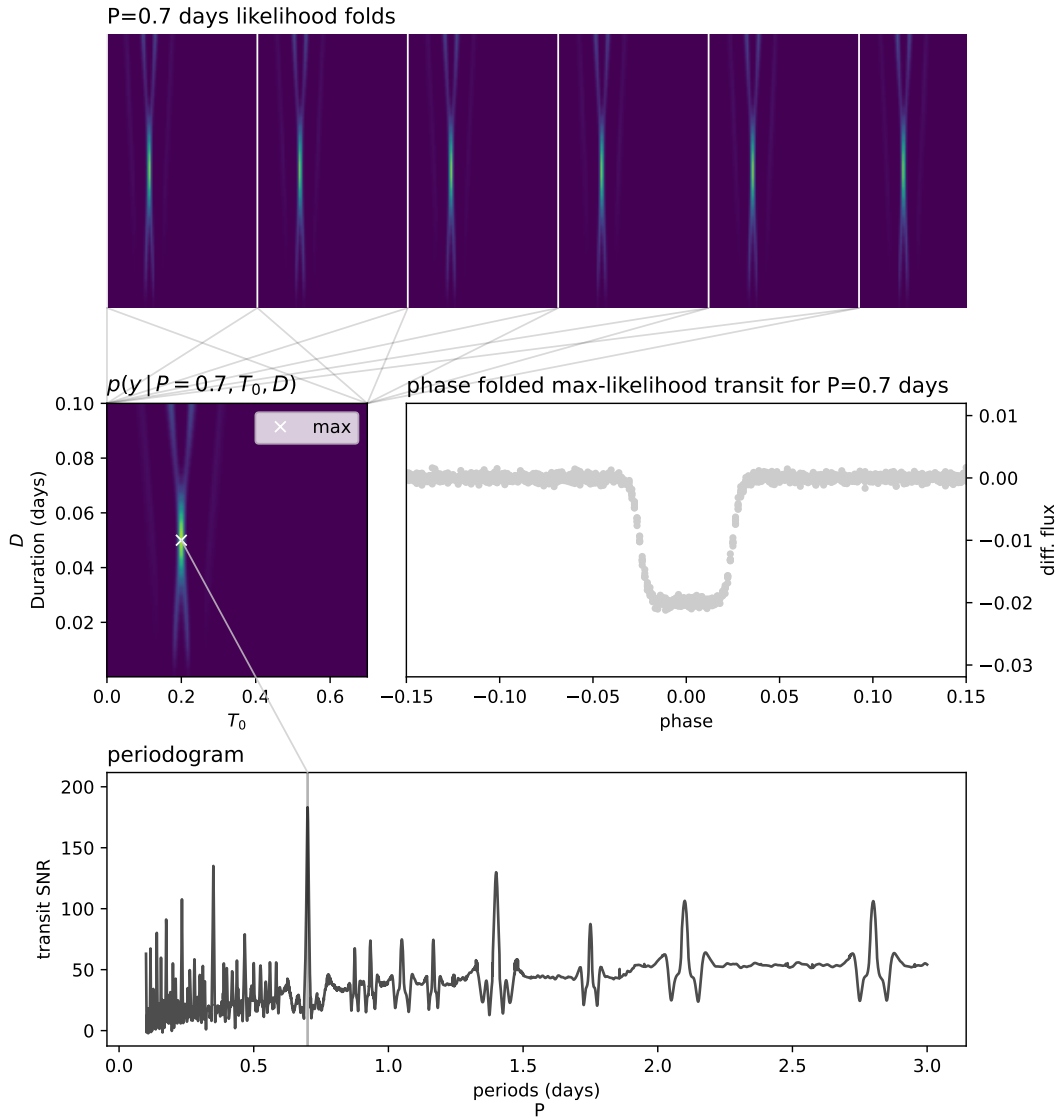 P=0.7 days likelihood folds
p(y | P = 0.7, T₀, D)
phase folded max-likelihood transit for P=0.7 days
max
0.10
0.08
0.06
0.04
0.02
D
Duration (days)
0.0
0.2
0.4
0.6
T₀
0.01
0.00
−0.01
−0.02
−0.03
diff. flux
−0.15
−0.10
−0.05
0.00
0.05
0.10
0.15
phase
periodogram
200
150
100
50
0
transit SNR
0.0
0.5
1.0
1.5
2.0
2.5
3.0
periods (days)
P